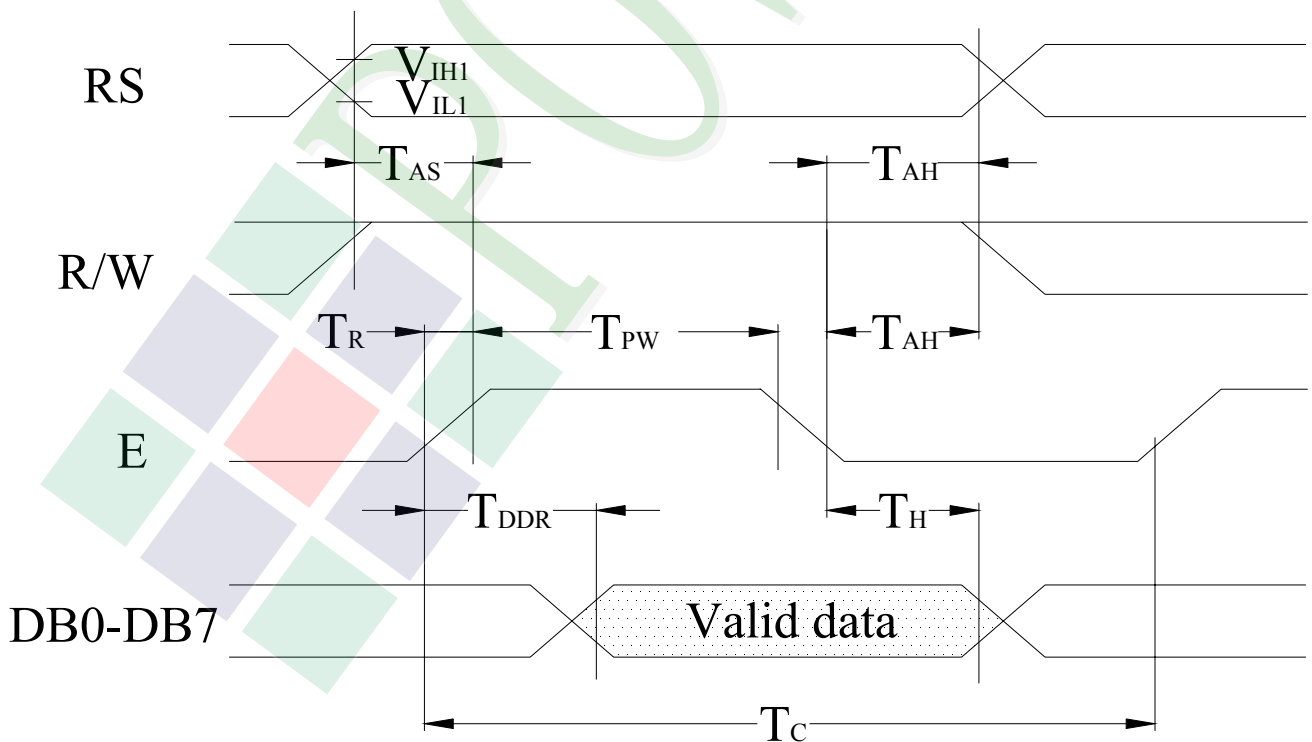 RS
VIH1
VIL1
TAS
TAH
R/W
TR
TPW
TAH
E
TDDR
TH
DB0-DB7
Valid data
TC